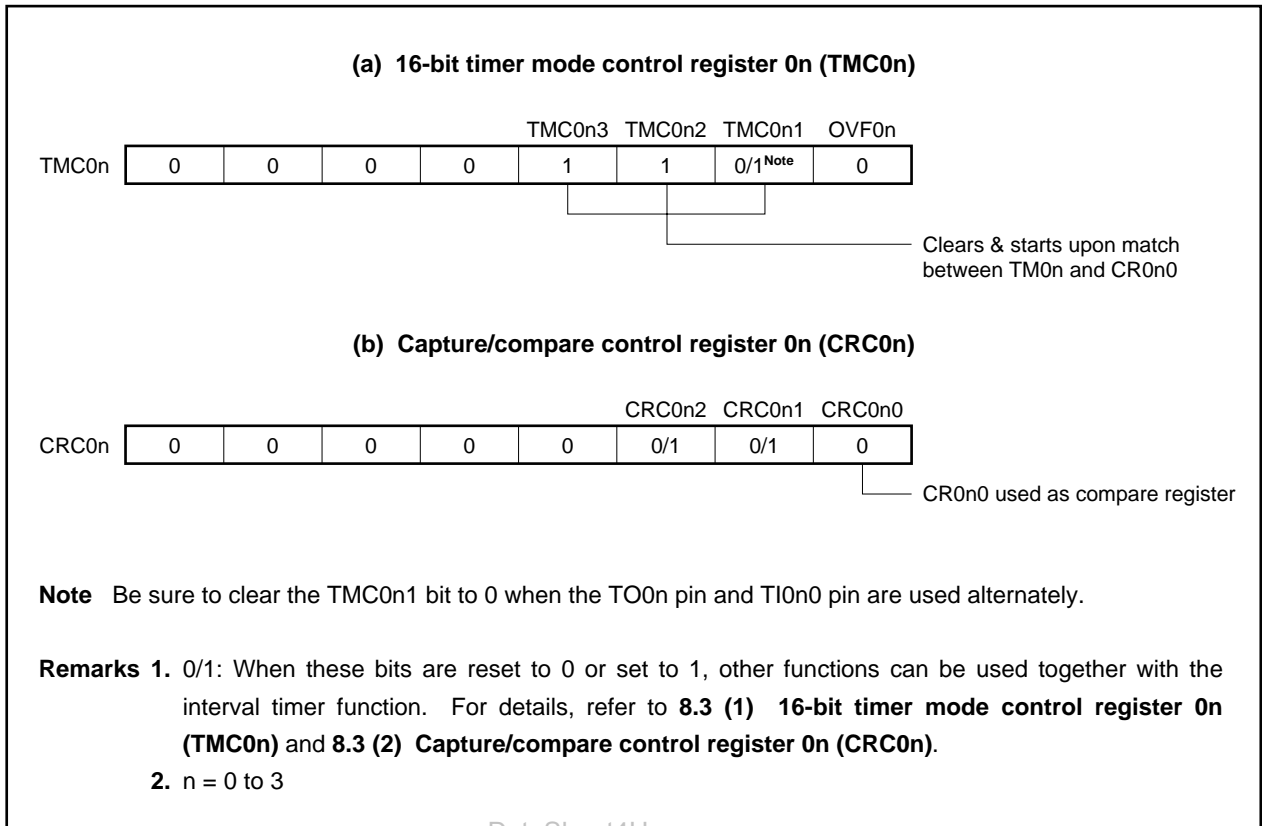 (a) 16-bit timer mode control register 0n (TMC0n)
TMC0n3 TMC0n2 TMC0n1 OVF0n
TMC0n 0 0 0 0 1 1 0/1Note 0
Clears & starts upon match
between TM0n and CR0n0
(b) Capture/compare control register 0n (CRC0n)
CRC0n2 CRC0n1 CRC0n0
CRC0n 0 0 0 0 0 0/1 0/1 0
CR0n0 used as compare register
Note Be sure to clear the TMC0n1 bit to 0 when the TO0n pin and TI0n0 pin are used alternately.
Remarks 1. 0/1: When these bits are reset to 0 or set to 1, other functions can be used together with the
interval timer function. For details, refer to 8.3 (1) 16-bit timer mode control register 0n
(TMC0n) and 8.3 (2) Capture/compare control register 0n (CRC0n).
2. n = 0 to 3